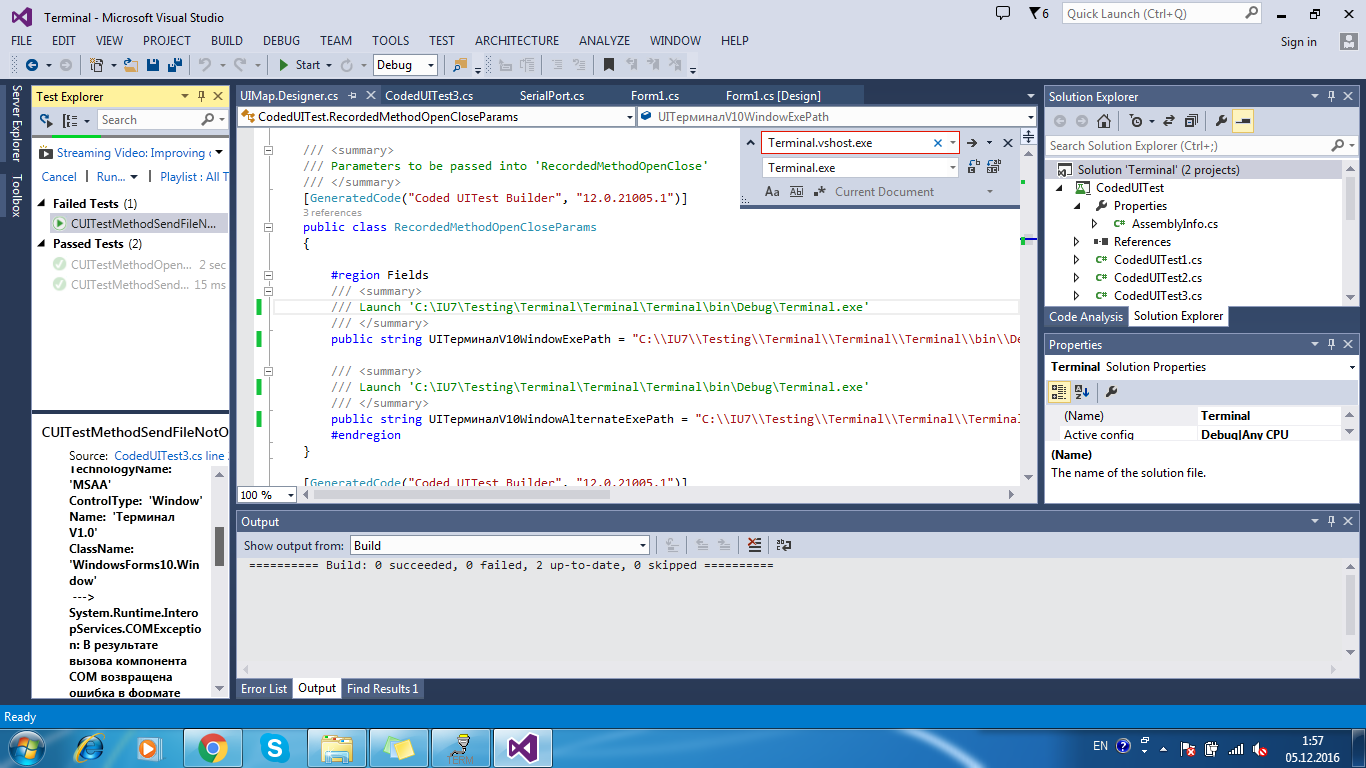 Terminal - Microsoft Visual Studio
6
Quick Launch (Ctrl+Q)
FILE EDIT VIEW PROJECT BUILD DEBUG TEAM TOOLS TEST ARCHITECTURE ANALYZE WINDOW HELP
Sign in
Start
Debug
Server Explorer
Toolbox
Test Explorer
Search
Streaming Video: Improving
Cancel | Run... | Playlist : All T
Failed Tests (1)
CUITestMethodSendFileN...
Passed Tests (2)
CUITestMethodOpen... 2 sec
CUITestMethodSend... 15 ms
CUITestMethodSendFileNotO
Source: CodedUITest3.cs line
TechnologyName:
'MSAA'
ControlType: 'Window'
Name: 'Терминал
V1.0'
ClassName:
'WindowsForms10.Win
dow'
--->
System.Runtime.Intero
pServices.COMExceptio
n: В результате
вызова компонента
COM возвращена
ошибка в формате
UIMap.Designer.cs CodedUITest3.cs SerialPort.cs Form1.cs Form1.cs [Design]
CodedUITest.RecordedMethodOpenCloseParams
UIТерминалV10WindowExePath
Terminal.vshost.exe
Terminal.exe
Aa Ab Current Document
/// <summary>
/// Parameters to be passed into 'RecordedMethodOpenClose'
/// </summary>
[GeneratedCode("Coded UITest Builder", "12.0.21005.1")]
3 references
public class RecordedMethodOpenCloseParams
{
#region Fields
/// <summary>
/// Launch 'C:\IU7\Testing\Terminal\Terminal\Terminal\bin\Debug\Terminal.exe'
/// </summary>
public string UIТерминалV10WindowExePath = "C:\\IU7\\Testing\\Terminal\\Terminal\\Terminal\\bin\\De
/// <summary>
/// Launch 'C:\IU7\Testing\Terminal\Terminal\Terminal\bin\Debug\Terminal.exe'
/// </summary>
public string UIТерминалV10WindowAlternateExePath = "C:\\IU7\\Testing\\Terminal\\Terminal\\Terminal
#endregion
}
[GeneratedCode("Coded UITest Builder", "12.0.21005.1")]
100 %
Output
Show output from: Build
========== Build: 0 succeeded, 0 failed, 2 up-to-date, 0 skipped ==========
Error List Output Find Results 1
Solution Explorer
Search Solution Explorer (Ctrl+;)
Solution 'Terminal' (2 projects)
CodedUITest
Properties
C# AssemblyInfo.cs
References
C# CodedUITest1.cs
C# CodedUITest2.cs
C# CodedUITest3.cs
Code Analysis Solution Explorer
Properties
Terminal Solution Properties
(Name) Terminal
Active config Debug|Any CPU
(Name)
The name of the solution file.
Ready
TERM
EN
1:57
05.12.2016